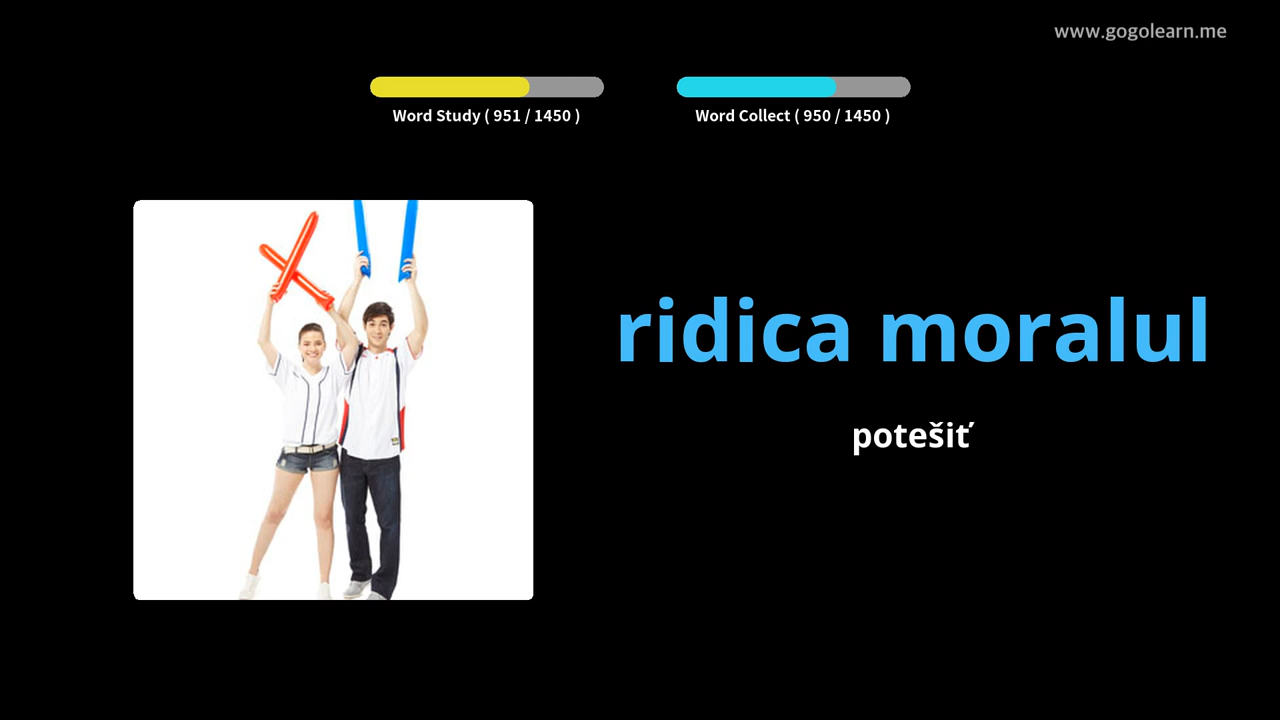 www.gogolearn.me
Word Study ( 951 / 1450 )
Word Collect ( 950 / 1450 )
ridica moralul
potešiť